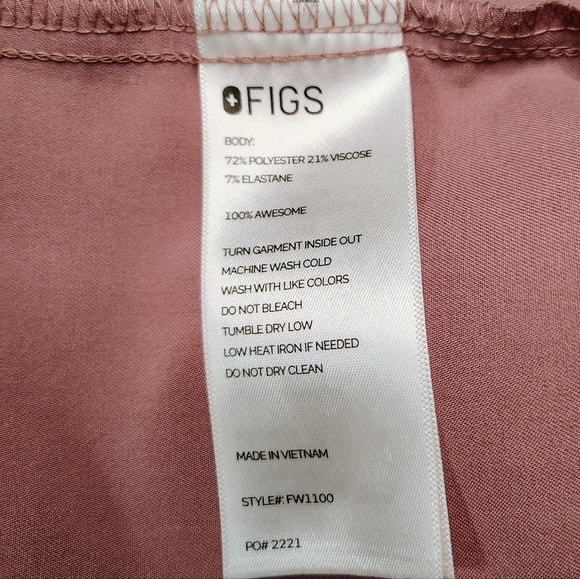 FIGS
BODY:
72% POLYESTER 21% VISCOSE
7% ELASTANE
100% AWESOME
TURN GARMENT INSIDE OUT
MACHINE WASH COLD
WASH WITH LIKE COLORS
DO NOT BLEACH
TUMBLE DRY LOW
LOW HEAT IRON IF NEEDED
DO NOT DRY CLEAN
MADE IN VIETNAM
STYLE#: FW1100
PO# 2221